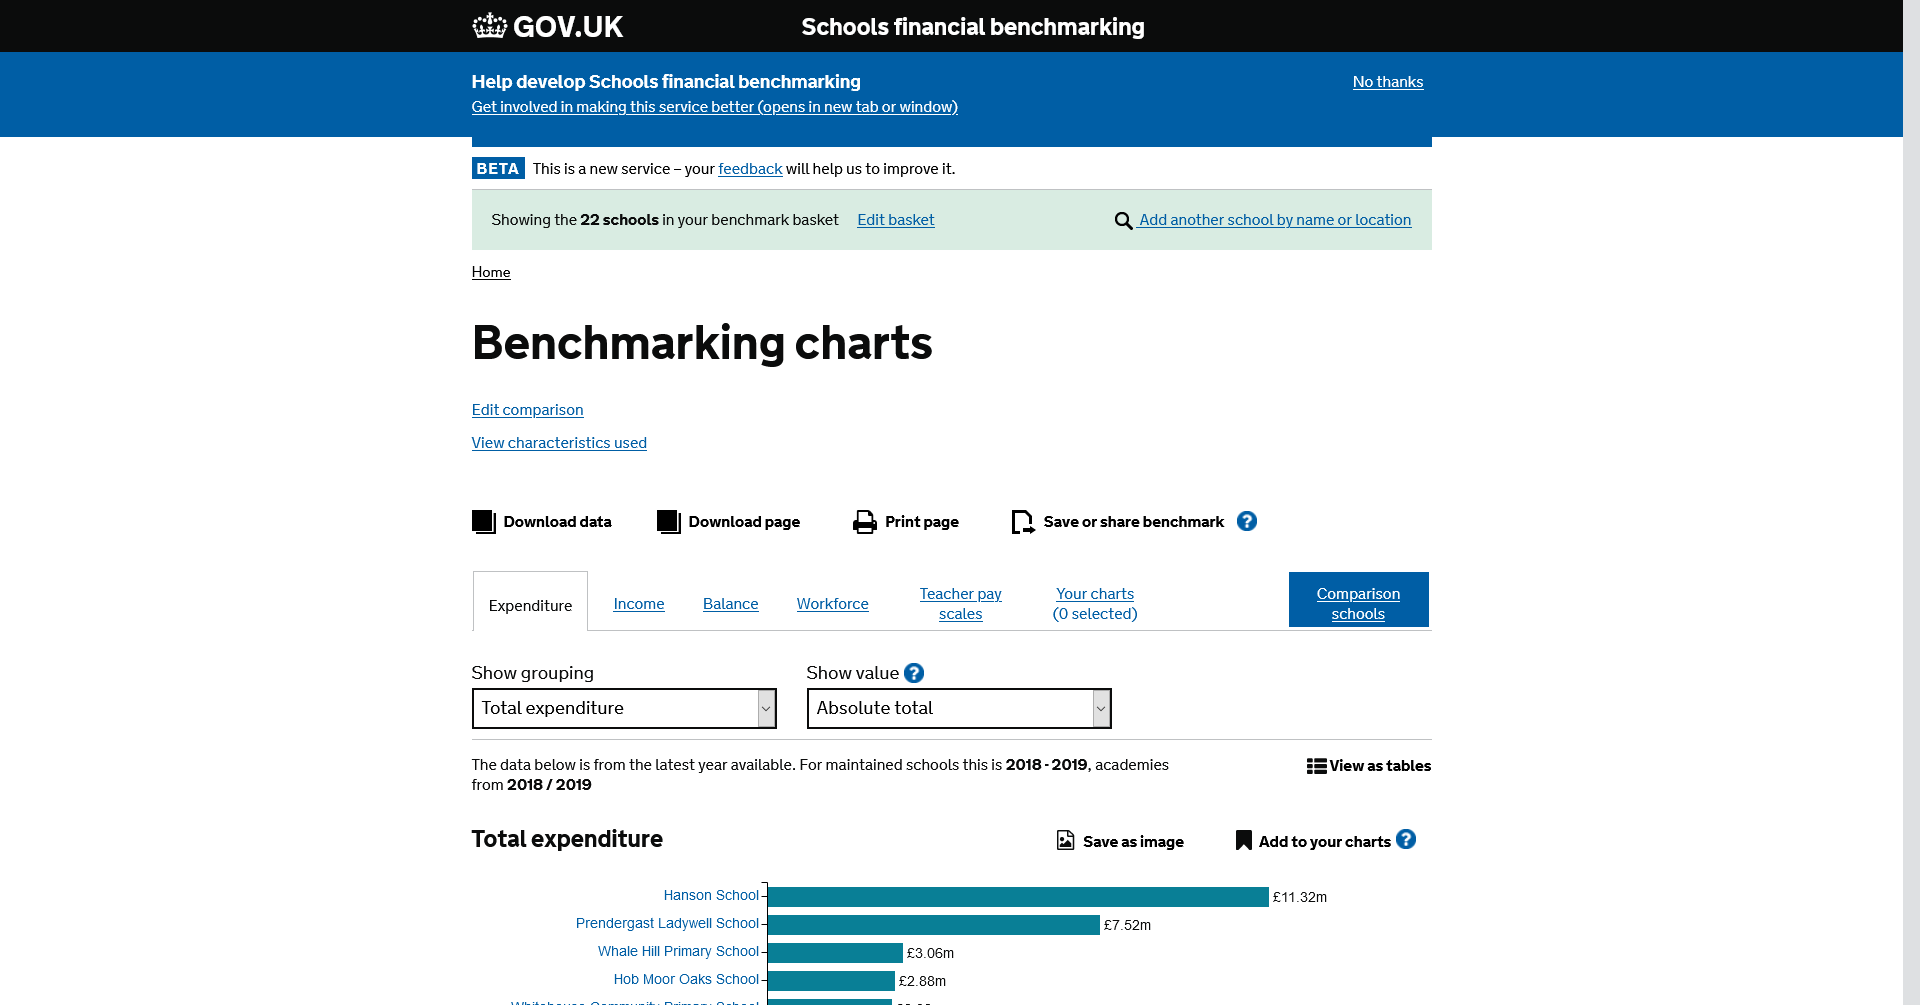 GOV.UK
Schools financial benchmarking
Help develop Schools financial benchmarking
No thanks
Get involved in making this service better (opens in new tab or window)
BETA This is a new service – your feedback will help us to improve it.
Showing the 22 schools in your benchmark basket Edit basket
Add another school by name or location
Home
Benchmarking charts
Edit comparison
View characteristics used
Download data
Download page
Print page
Save or share benchmark ?
Expenditure
Income
Balance
Workforce
Teacher pay
scales
Your charts
(0 selected)
Comparison
schools
Show grouping
Total expenditure
Show value ?
Absolute total
The data below is from the latest year available. For maintained schools this is 2018 - 2019, academies
from 2018 / 2019
View as tables
Total expenditure
Save as image
Add to your charts ?
Hanson School £11.32m
Prendergast Ladywell School £7.52m
Whale Hill Primary School £3.06m
Hob Moor Oaks School £2.88m
Whitehouse Community Primary School